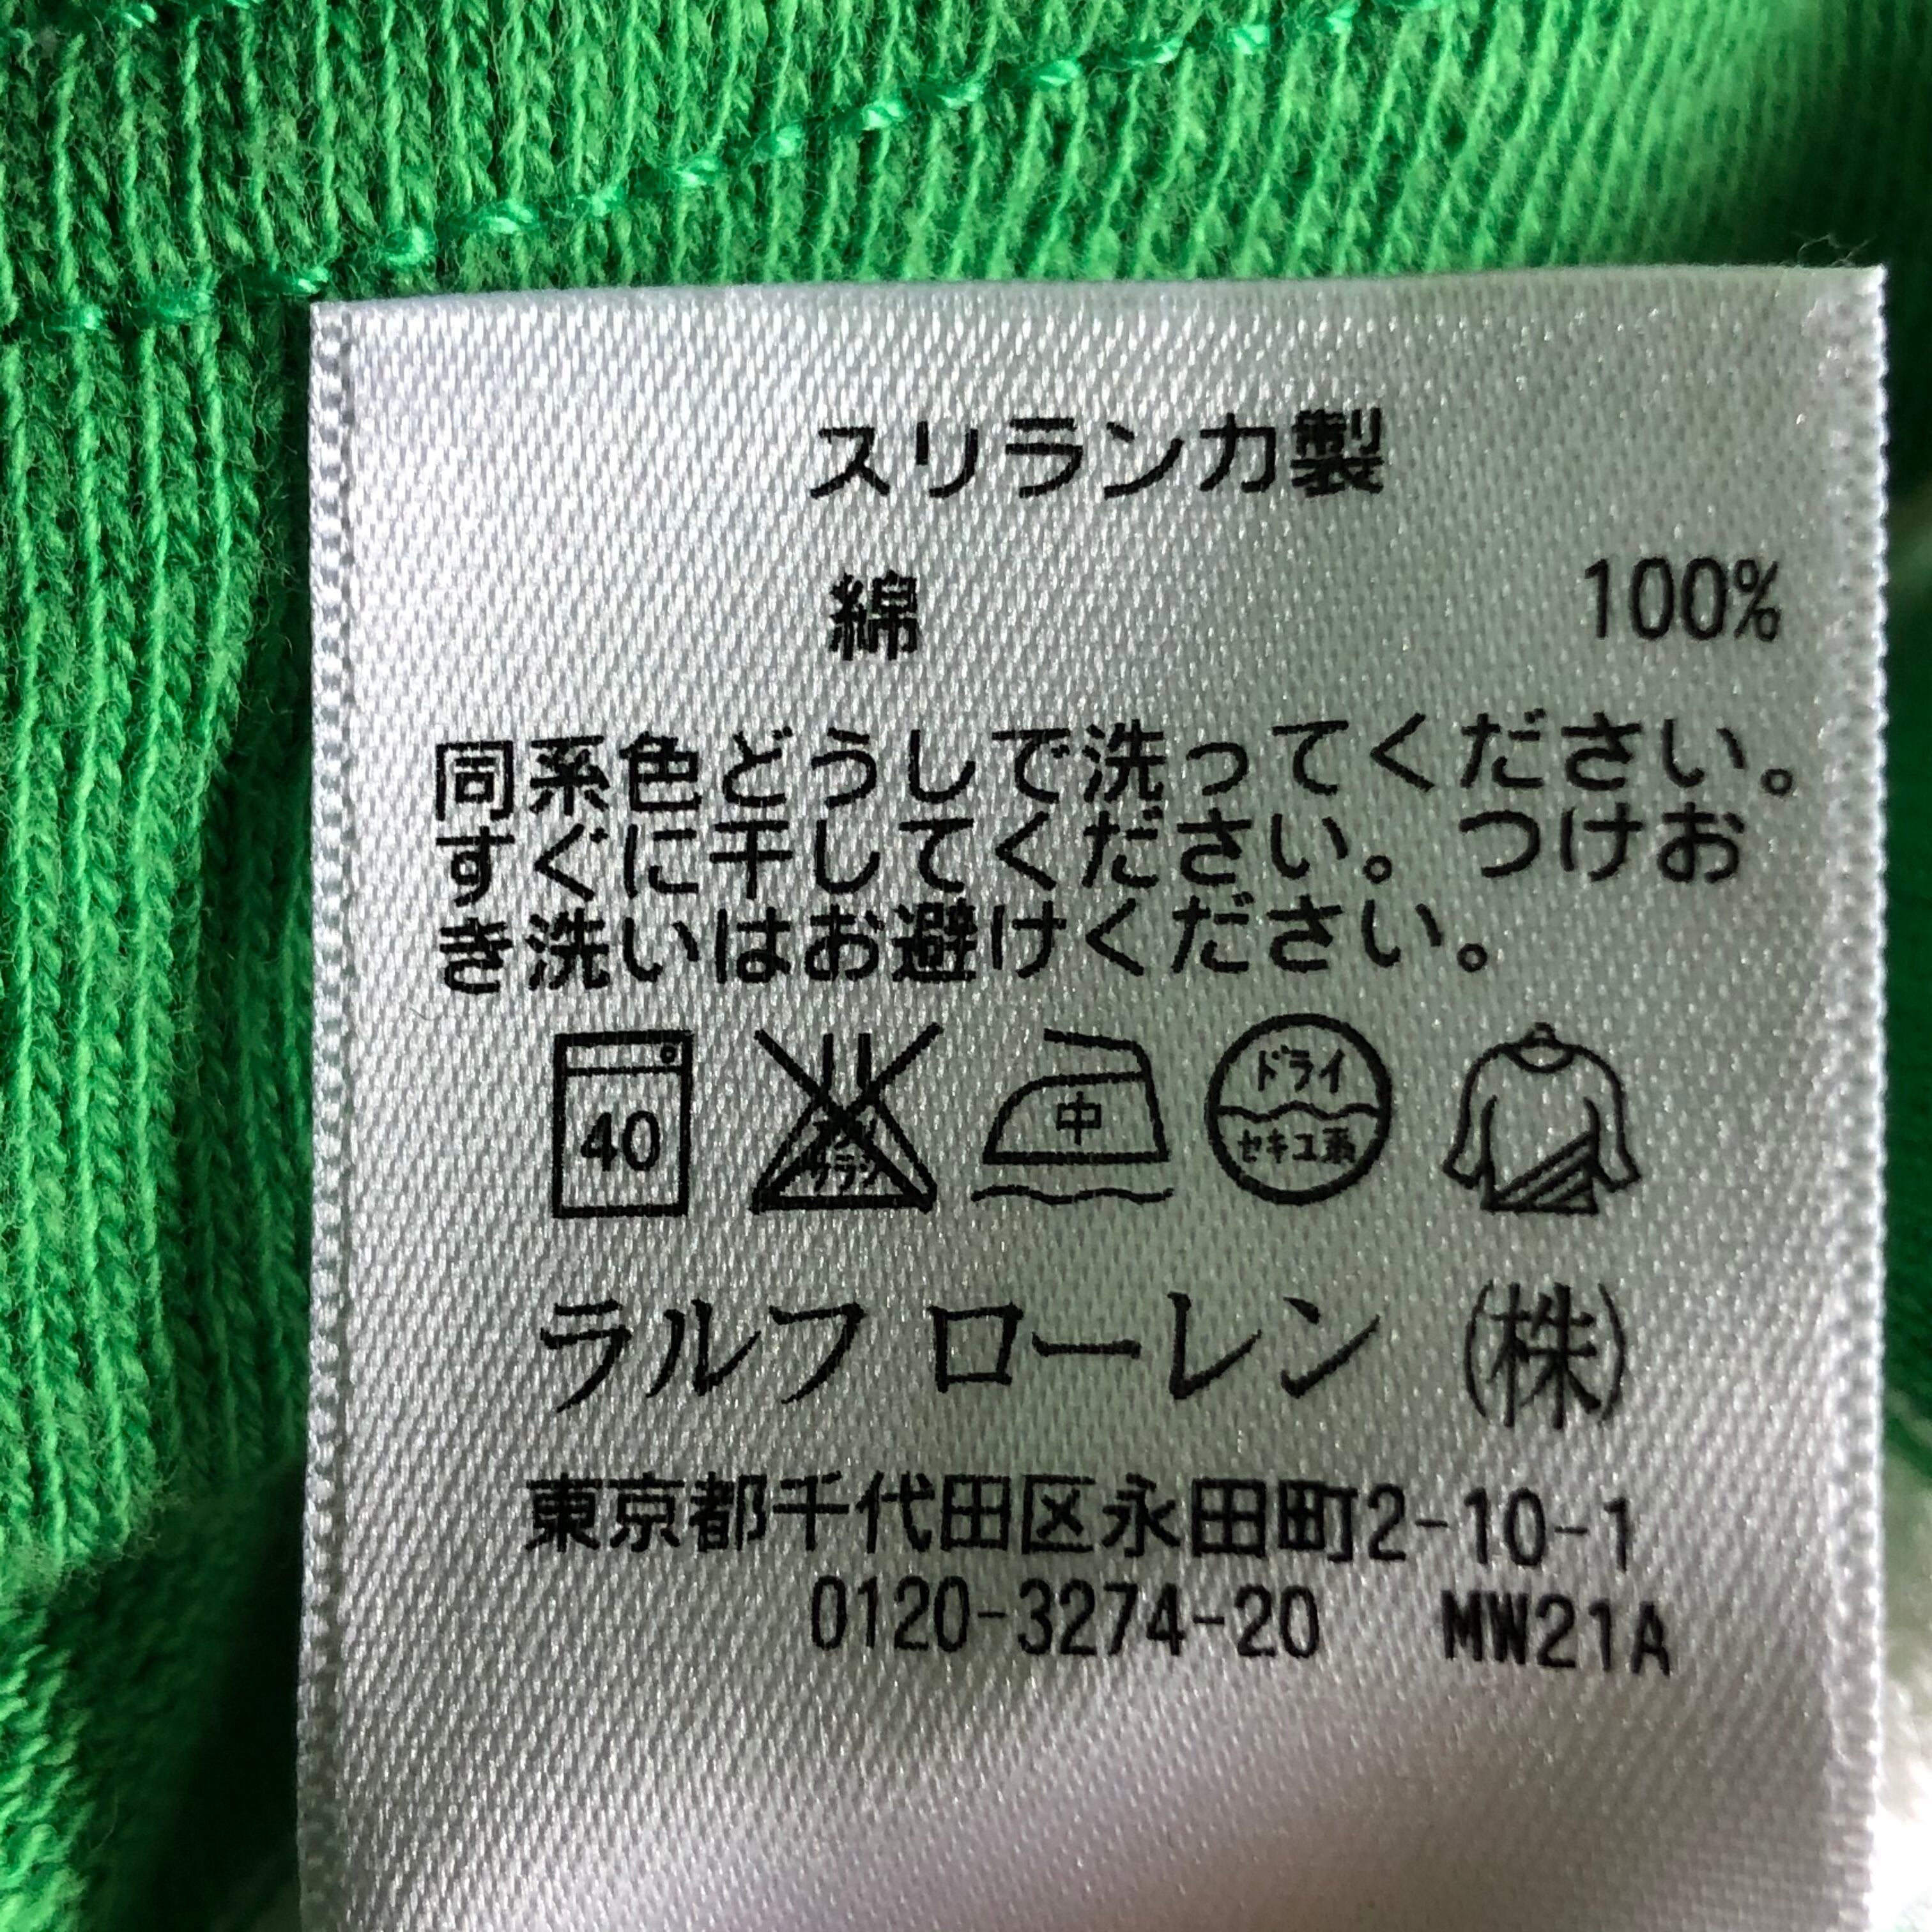 スリランカ製
綿 100%
同系色どうしで洗ってください。
すぐに干してください。つけお
き洗いはお避けください。
40
中
ドライ
セキユ系
ラルフ ローレン (株)
東京都千代田区永田町2-10-1
0120-3274-20 MW21A